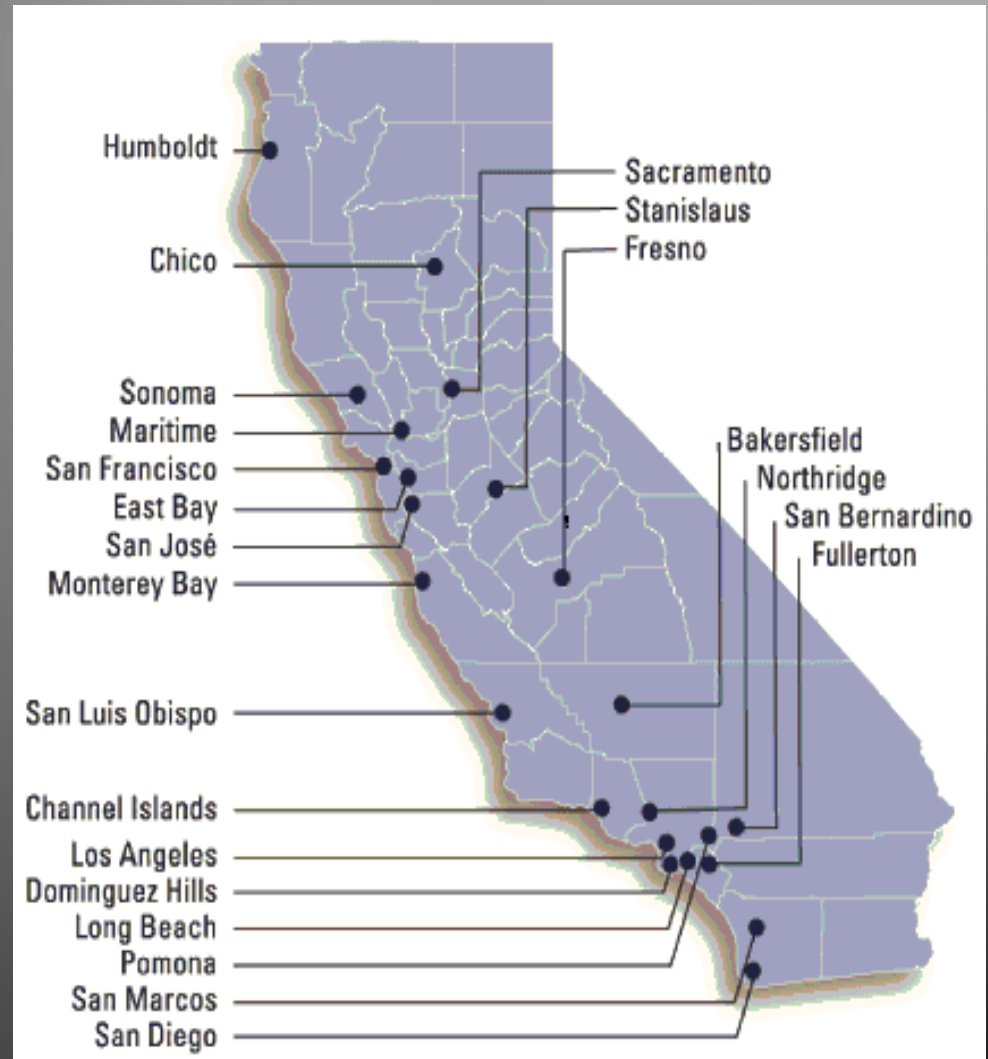 Humboldt
Chico
Sonoma
Maritime
San Francisco
East Bay
San José
Monterey Bay
San Luis Obispo
Channel Islands
Los Angeles
Dominguez Hills
Long Beach
Pomona
San Marcos
San Diego
Sacramento
Stanislaus
Fresno
Bakersfield
Northridge
San Bernardino
Fullerton